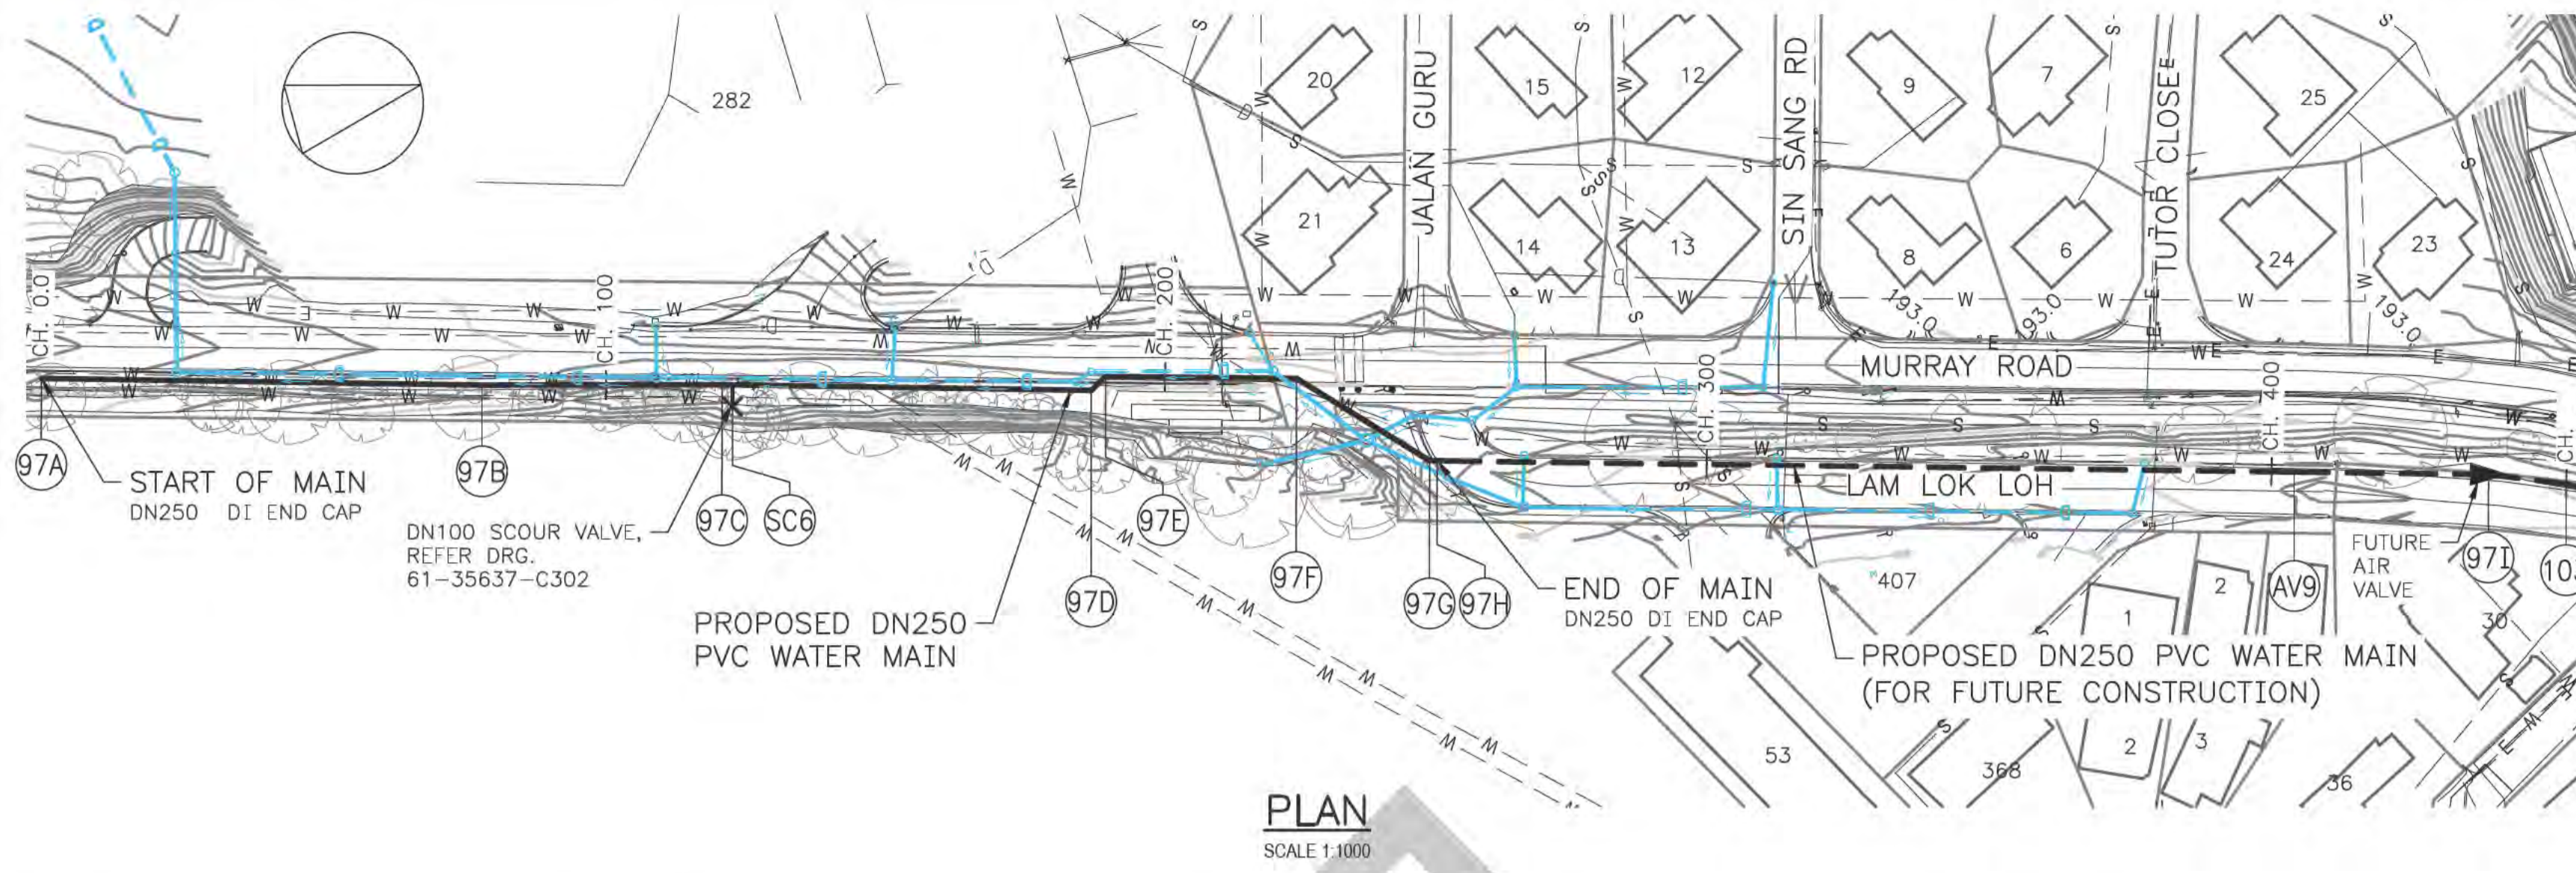 282
20
JALAN GURU
15
12
SIN SANG RD
9
7
TUTOR CLOSE
25
21
14
13
8
6
24
23
CH. 0.0
CH. 100
CH. 200
CH. 300
CH. 400
CH.
193.0
193.0
193.0
MURRAY ROAD
LAM LOK LOH
97A
START OF MAIN
DN250 DI END CAP
97B
DN100 SCOUR VALVE,
REFER DRG.
61-35637-C302
97C
SC6
PROPOSED DN250
PVC WATER MAIN
97D
97E
97F
97G
97H
END OF MAIN
DN250 DI END CAP
407
1
2
AV9
FUTURE
AIR
VALVE
97I
30
PROPOSED DN250 PVC WATER MAIN
(FOR FUTURE CONSTRUCTION)
53
368
2
3
36
PLAN
SCALE 1:1000